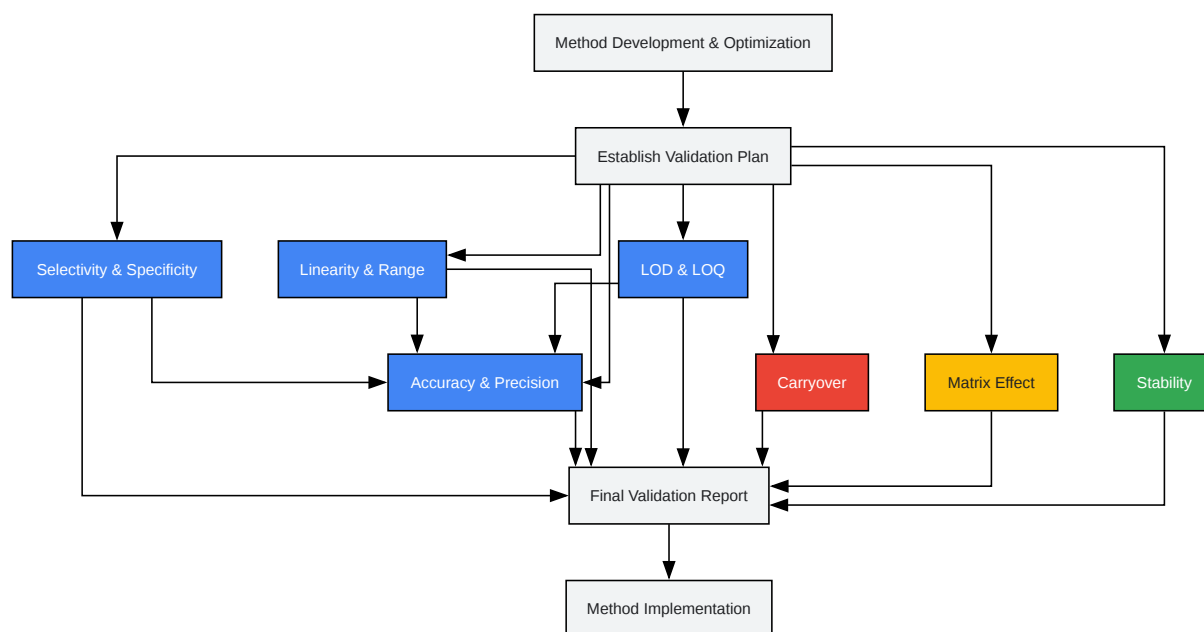 Method Development & Optimization
Establish Validation Plan
Selectivity & Specificity
Linearity & Range
LOD & LOQ
Accuracy & Precision
Carryover
Matrix Effect
Stability
Final Validation Report
Method Implementation